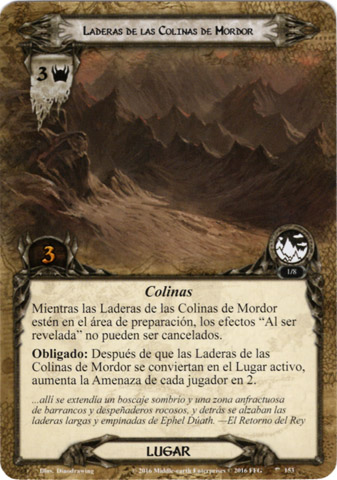 Laderas de las Colinas de Mordor
3
3
1/8
Colinas
Mientras las Laderas de las Colinas de Mordor
estén en el área de preparación, los efectos “Al ser
revelada” no pueden ser cancelados.
Obligado: Después de que las Laderas de las
Colinas de Mordor se conviertan en el Lugar activo,
aumenta la Amenaza de cada jugador en 2.
...allí se extendía un boscaje sombrío y una zona anfractuosa
de barrancos y despeñaderos rocosos, y detrás se alzaban las
laderas largas y empinadas de Ephel Dúath. —El Retorno del Rey
LUGAR
Ilus. Diandrawing © 2016 Middle-earth Enterprises © 2016 FFG 153